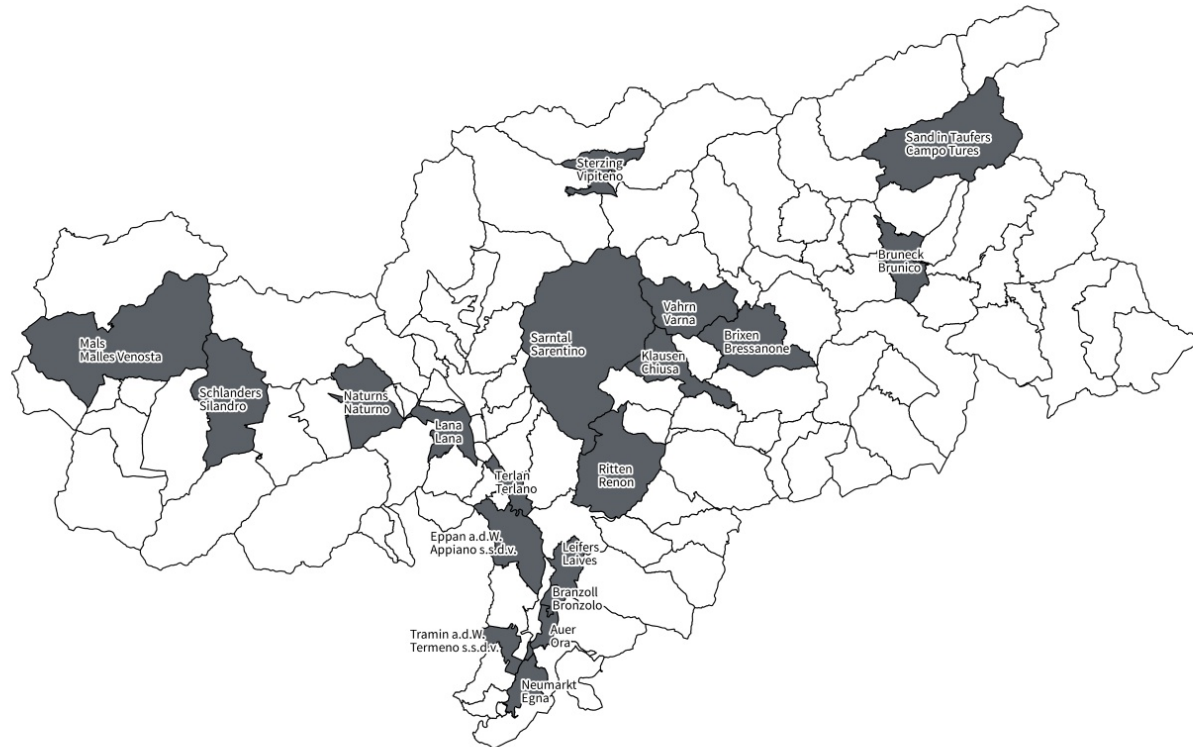 Sand in Taufers
Campo Tures
Sterzing
Vipiteno
Bruneck
Brunico
Vahrn
Varna
Brixen
Bressanone
Sarntal
Sarentino
Klausen
Chiusa
Mals
Malles Venosta
Schlanders
Silandro
Naturns
Naturno
Lana
Lana
Terlan
Terlano
Ritten
Renon
Eppan a.d.W.
Appiano s.s.d.v.
Leifers
Laives
Branzoll
Bronzolo
Auer
Ora
Tramin a.d.W.
Termeno s.s.d.v.
Neumarkt
Egna